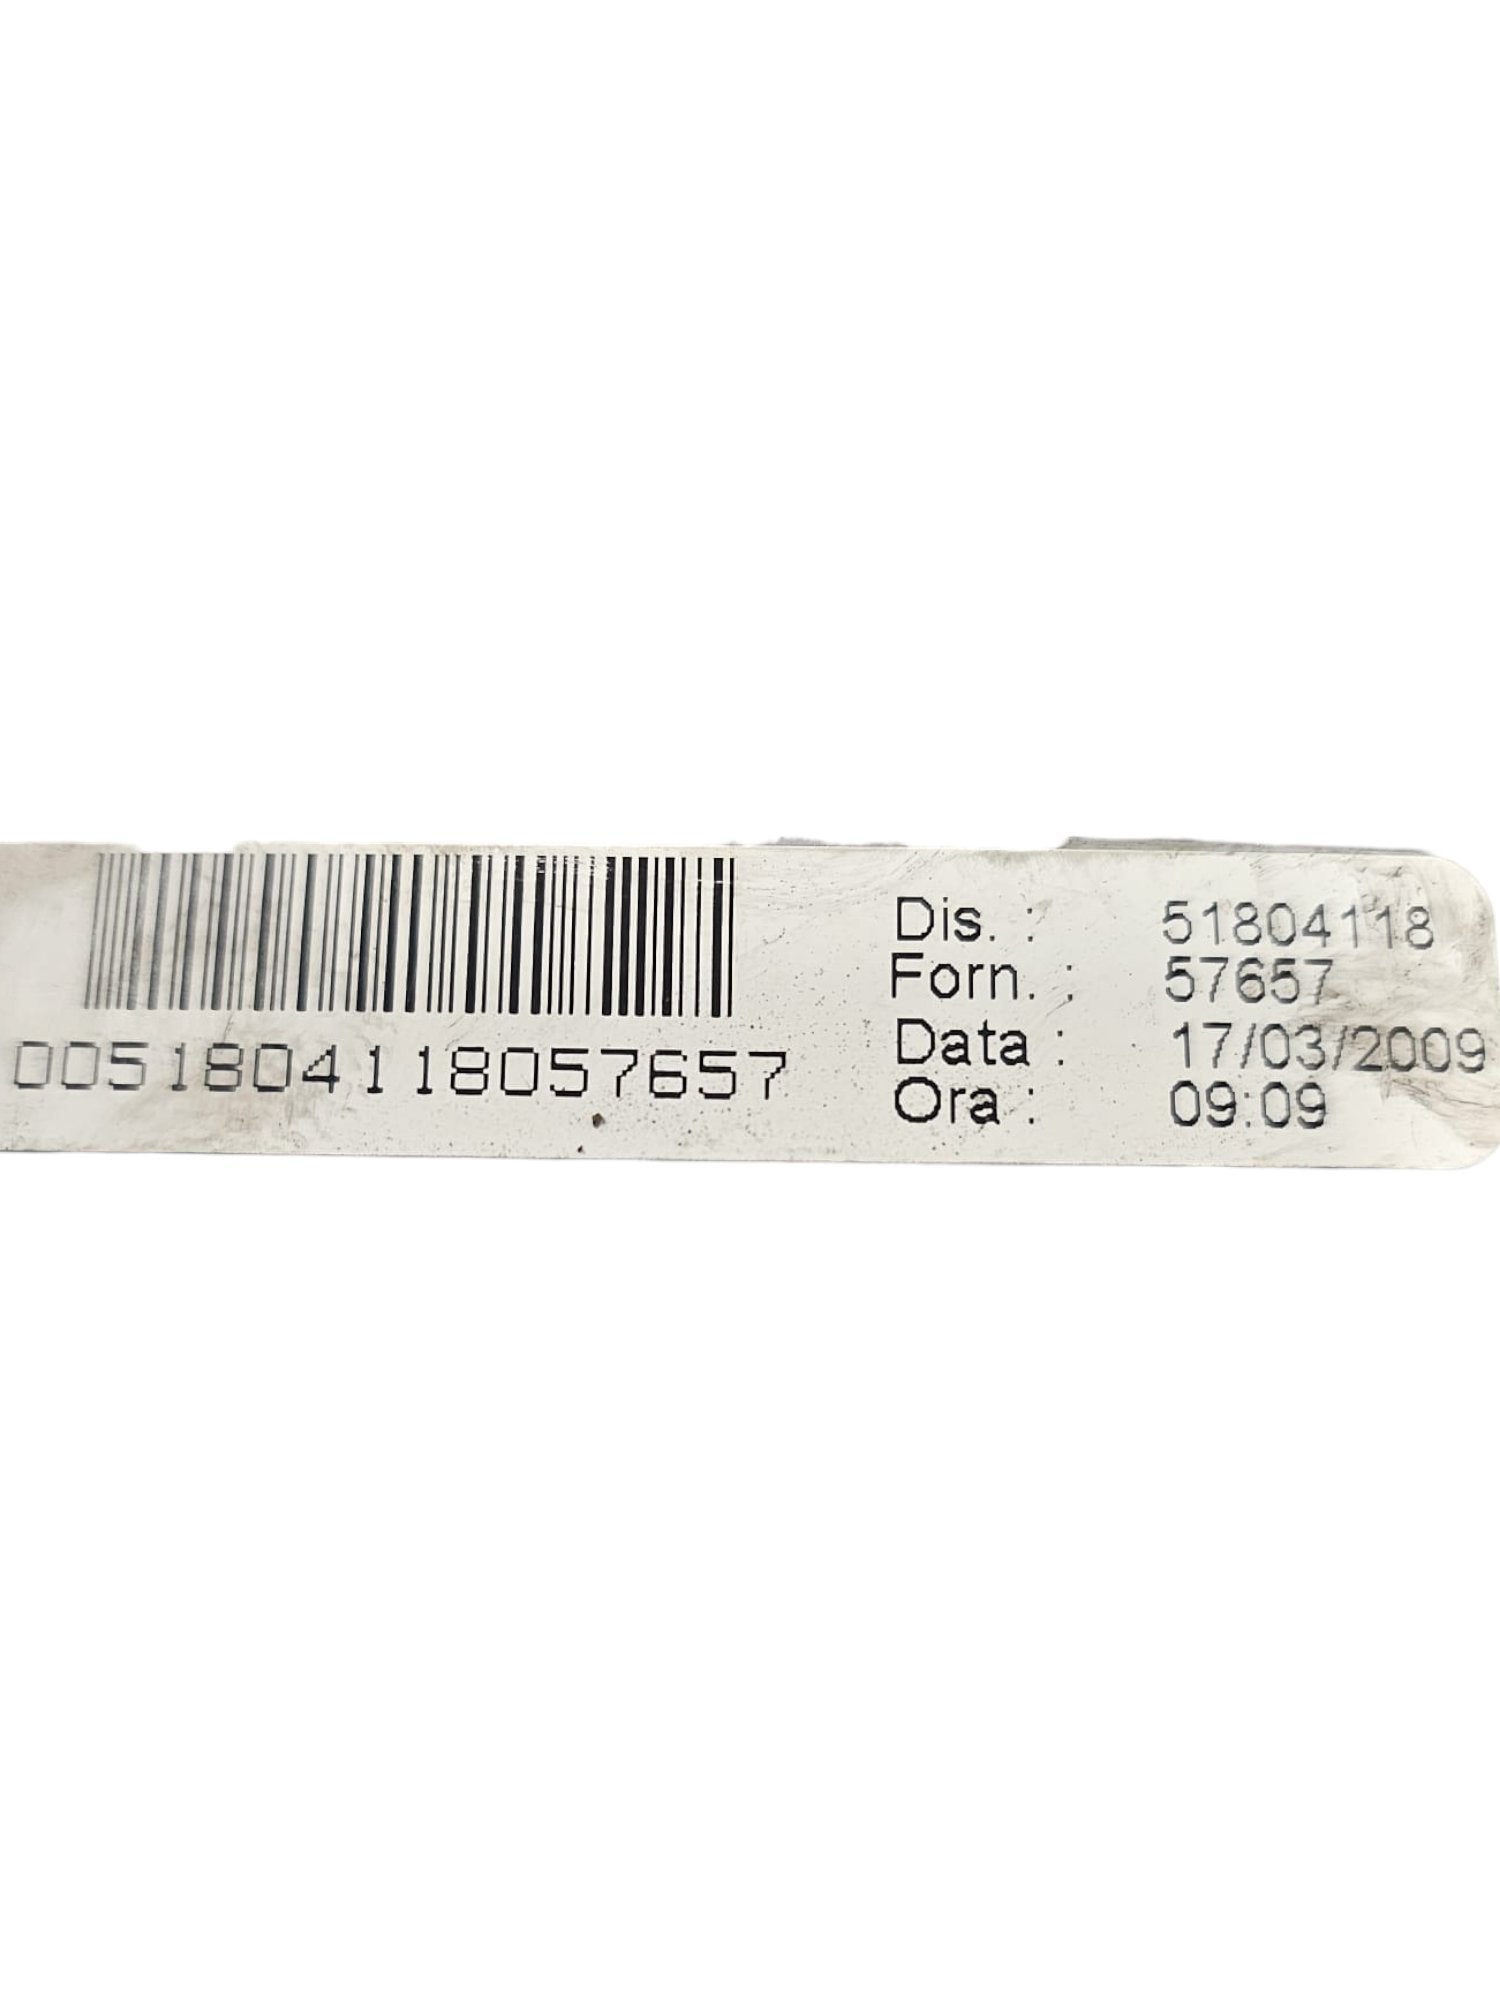 0051804118057657
Dis. : 51804118
Forn. : 57657
Data : 17/03/2009
Ora : 09:09